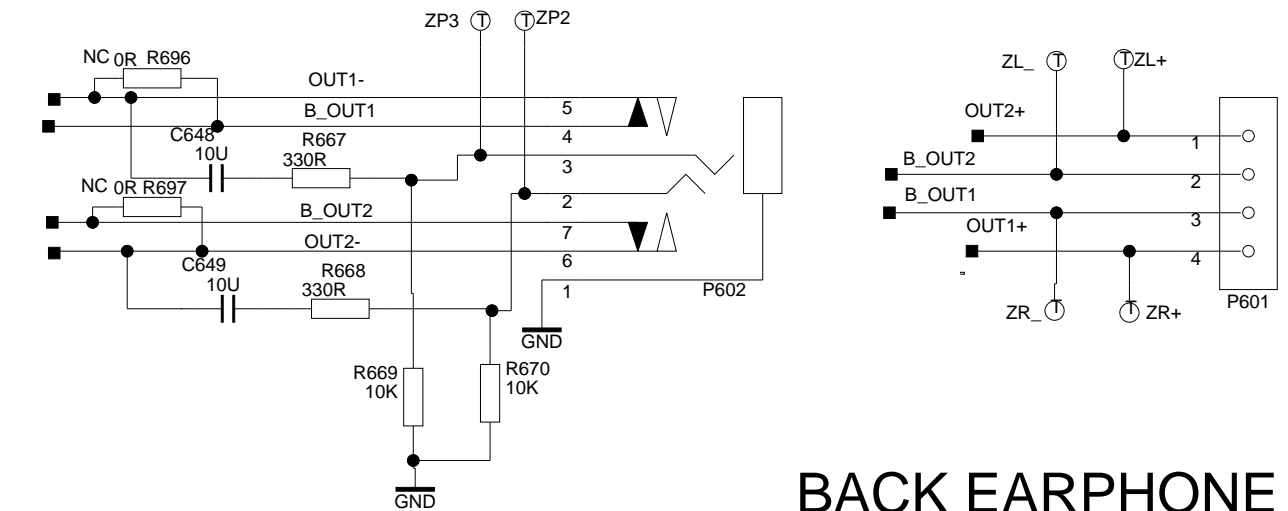 ZP3 T T ZP2
NC 0R R696
OUT1-
5
B_OUT1
4
C648
10U
R667
330R
3
NC 0R R697
2
B_OUT2
7
OUT2-
6
C649
10U
R668
330R
1
P602
GND
R669
10K
R670
10K
GND
ZL_ T T ZL+
OUT2+
1
B_OUT2
2
B_OUT1
3
OUT1+
4
P601
ZR_ T T ZR+
BACK EARPHONE